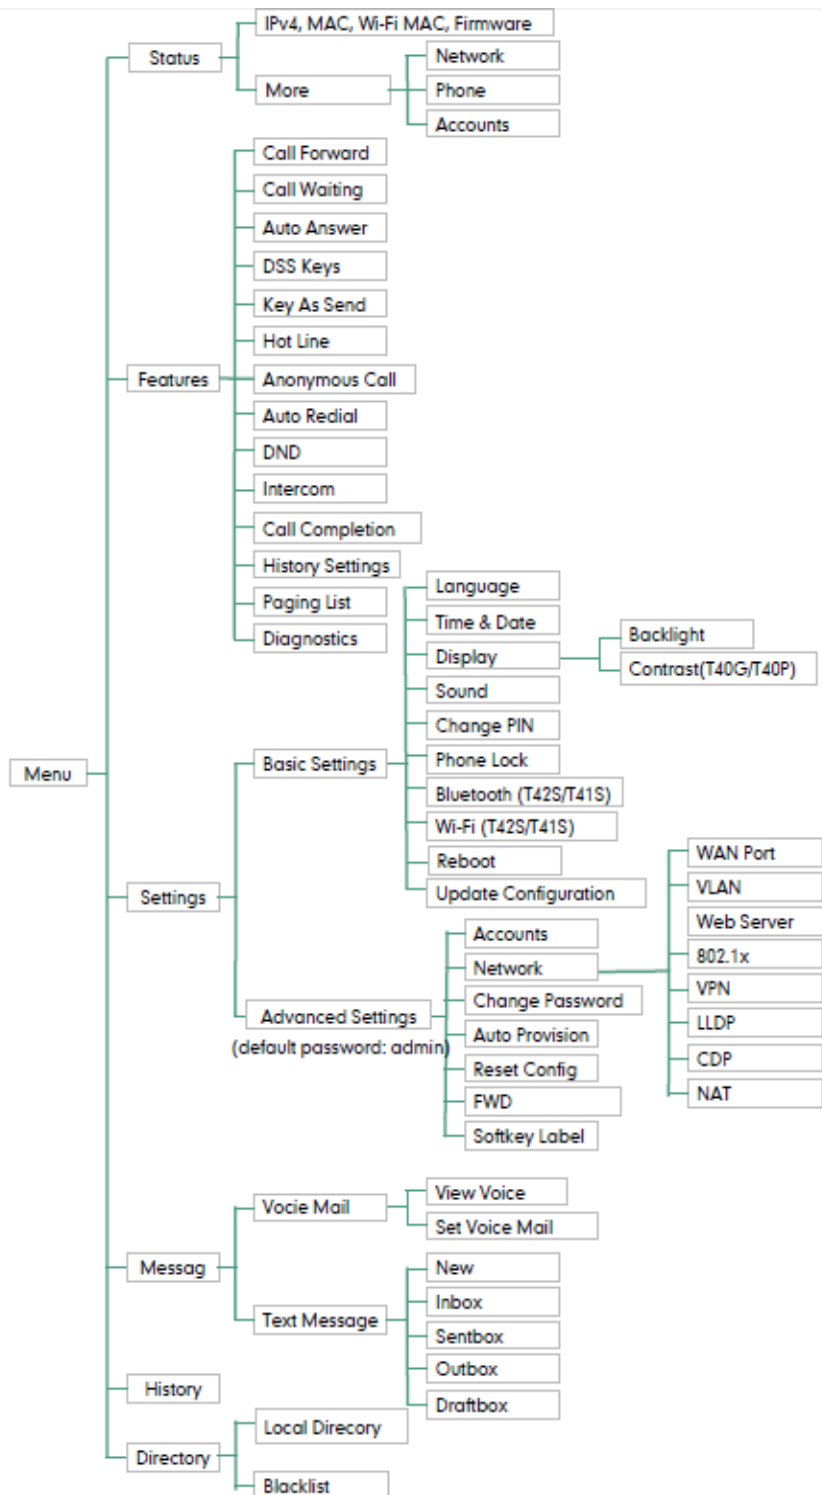 IPv4, MAC, Wi-Fi MAC, Firmware
Status
Network
More
Phone
Accounts
Call Forward
Call Waiting
Auto Answer
DSS Keys
Key As Send
Hot Line
Features
Anonymous Call
Auto Redial
DND
Intercom
Call Completion
History Settings
Paging List
Diagnostics
Language
Time & Date
Display
Backlight
Contrast(T40G/T40P)
Sound
Change PIN
Menu
Basic Settings
Phone Lock
Bluetooth (T42S/T41S)
Wi-Fi (T42S/T41S)
Reboot
Update Configuration
Settings
WAN Port
VLAN
Web Server
802.1x
VPN
LLDP
CDP
NAT
Accounts
Network
Change Password
Advanced Settings
(default password: admin)
Auto Provision
Reset Config
FWD
Softkey Label
View Voice
Vocie Mail
Set Voice Mail
Messag
New
Inbox
Text Message
Sentbox
Outbox
Draftbox
History
Local Direcory
Directory
Blacklist